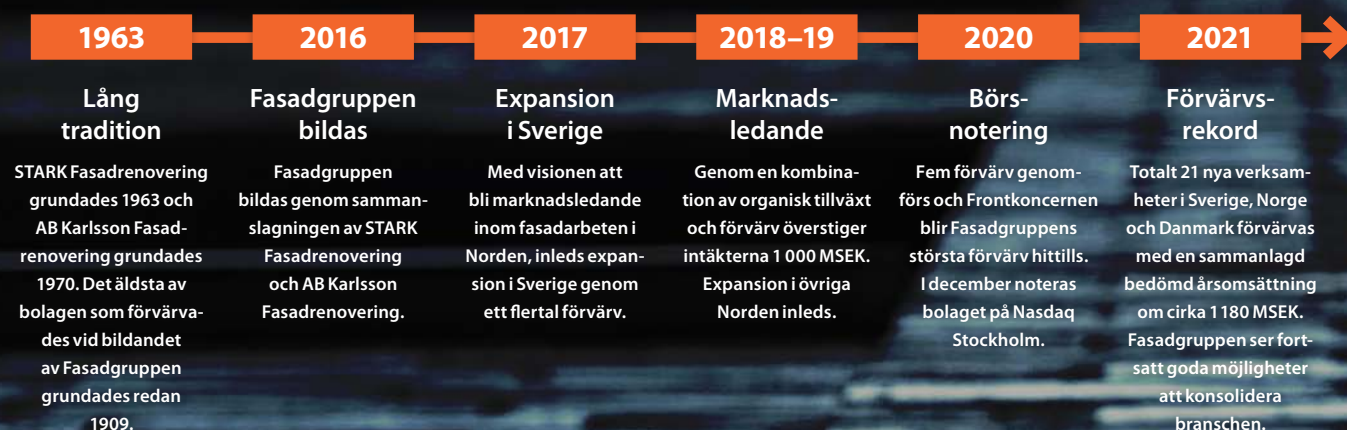 1963
Lång
tradition
STARK Fasadrenovering
grundades 1963 och
AB Karlsson Fasad-
renovering grundades
1970. Det äldsta av
bolagen som förvärva-
des vid bildandet
av Fasadgruppen
grundades redan
1909.
2016
Fasadgruppen
bildas
Fasadgruppen
bildas genom samman-
slagningen av STARK
Fasadrenovering
och AB Karlsson
Fasadrenovering.
2017
Expansion
i Sverige
Med visionen att
bli marknadsledande
inom fasadarbeten i
Norden, inleds expan-
sion i Sverige genom
ett flertal förvärv.
2018–19
Marknads-
ledande
Genom en kombina-
tion av organisk tillväxt
och förvärv överstiger
intäkterna 1 000 MSEK.
Expansion i övriga
Norden inleds.
2020
Börs-
notering
Fem förvärv genom-
förs och Frontkoncernen
blir Fasadgruppens
största förvärv hittills.
I december noteras
bolaget på Nasdaq
Stockholm.
2021
Förvärvs-
rekord
Totalt 21 nya verksam-
heter i Sverige, Norge
och Danmark förvärvas
med en sammanlagd
bedömd årsomsättning
om cirka 1180 MSEK.
Fasadgruppen ser fort-
satt goda möjligheter
att konsolidera
branschen.